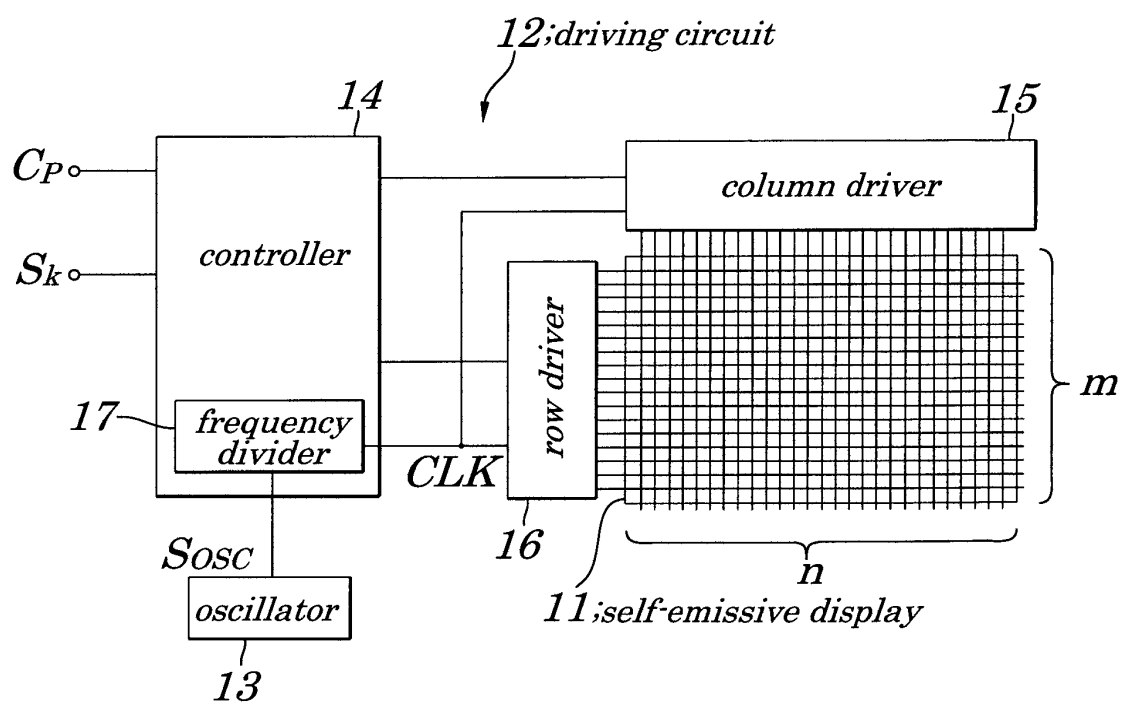 12;driving circuit
14
15
CP
column driver
Sk
controller
row driver
m
17
frequency
divider
CLK
16
n
SOSC
11;self-emissive display
oscillator
13